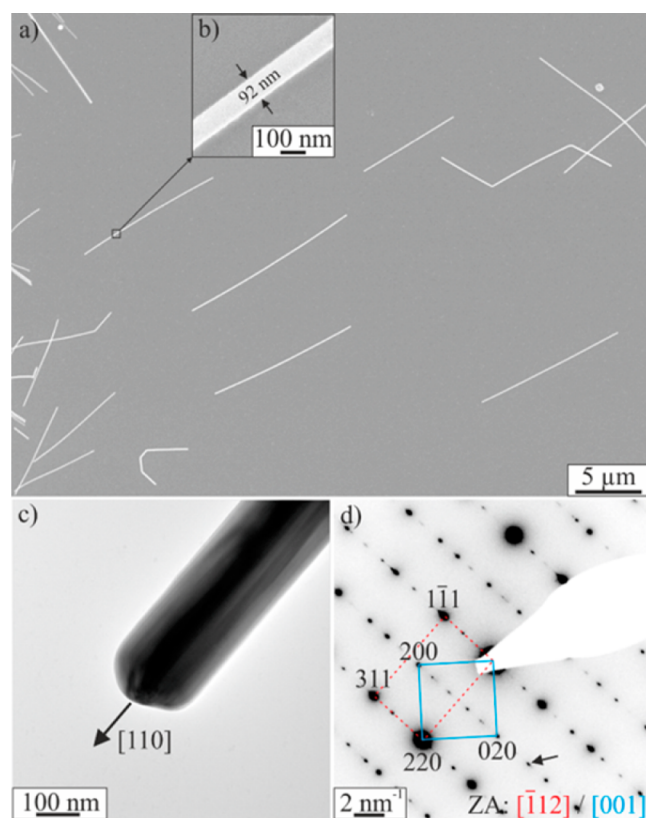 a)
b)
92 nm
100 nm
5 µm
c)
[110]
100 nm
d)
11̅1
200
311
220
020
2 nm⁻¹
ZA: [1̅12] / [001]